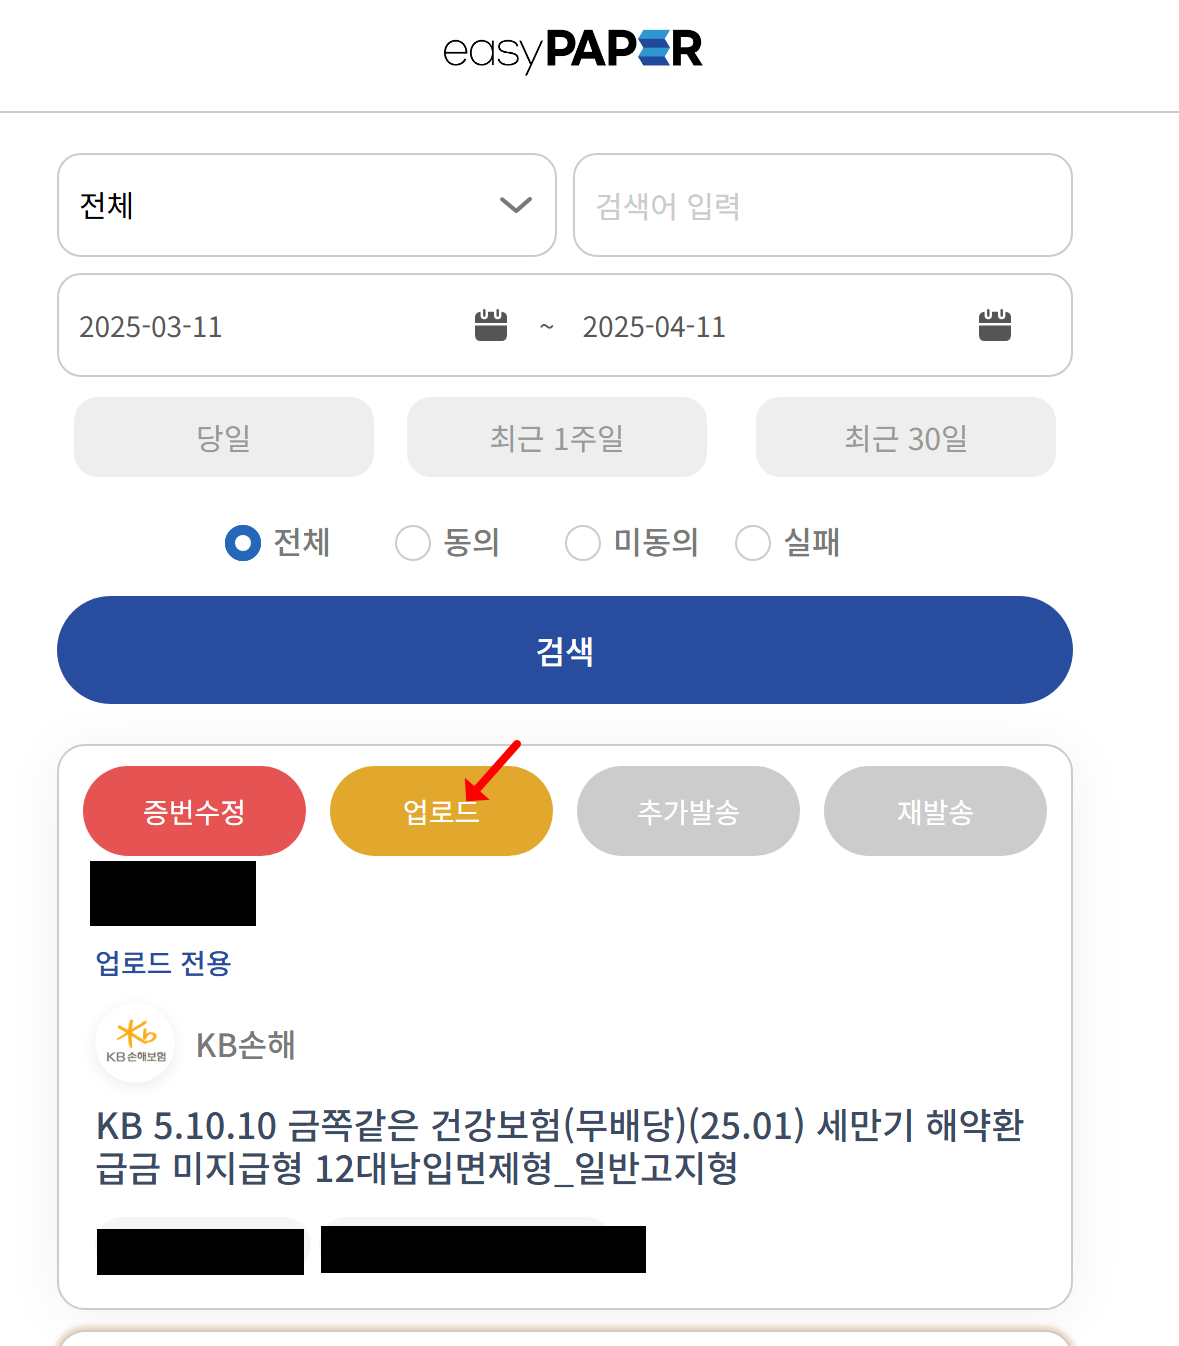 easyPAPER
전체
검색어 입력
2025-03-11 ~ 2025-04-11
당일 최근 1주일 최근 30일
전체 동의 미동의 실패
검색
증번수정 업로드 추가발송 재발송
업로드 전용
KB손해보험
KB손해
KB 5.10.10 금쪽같은 건강보험(무배당)(25.01) 세만기 해약환
급금 미지급형 12대납입면제형_일반고지형